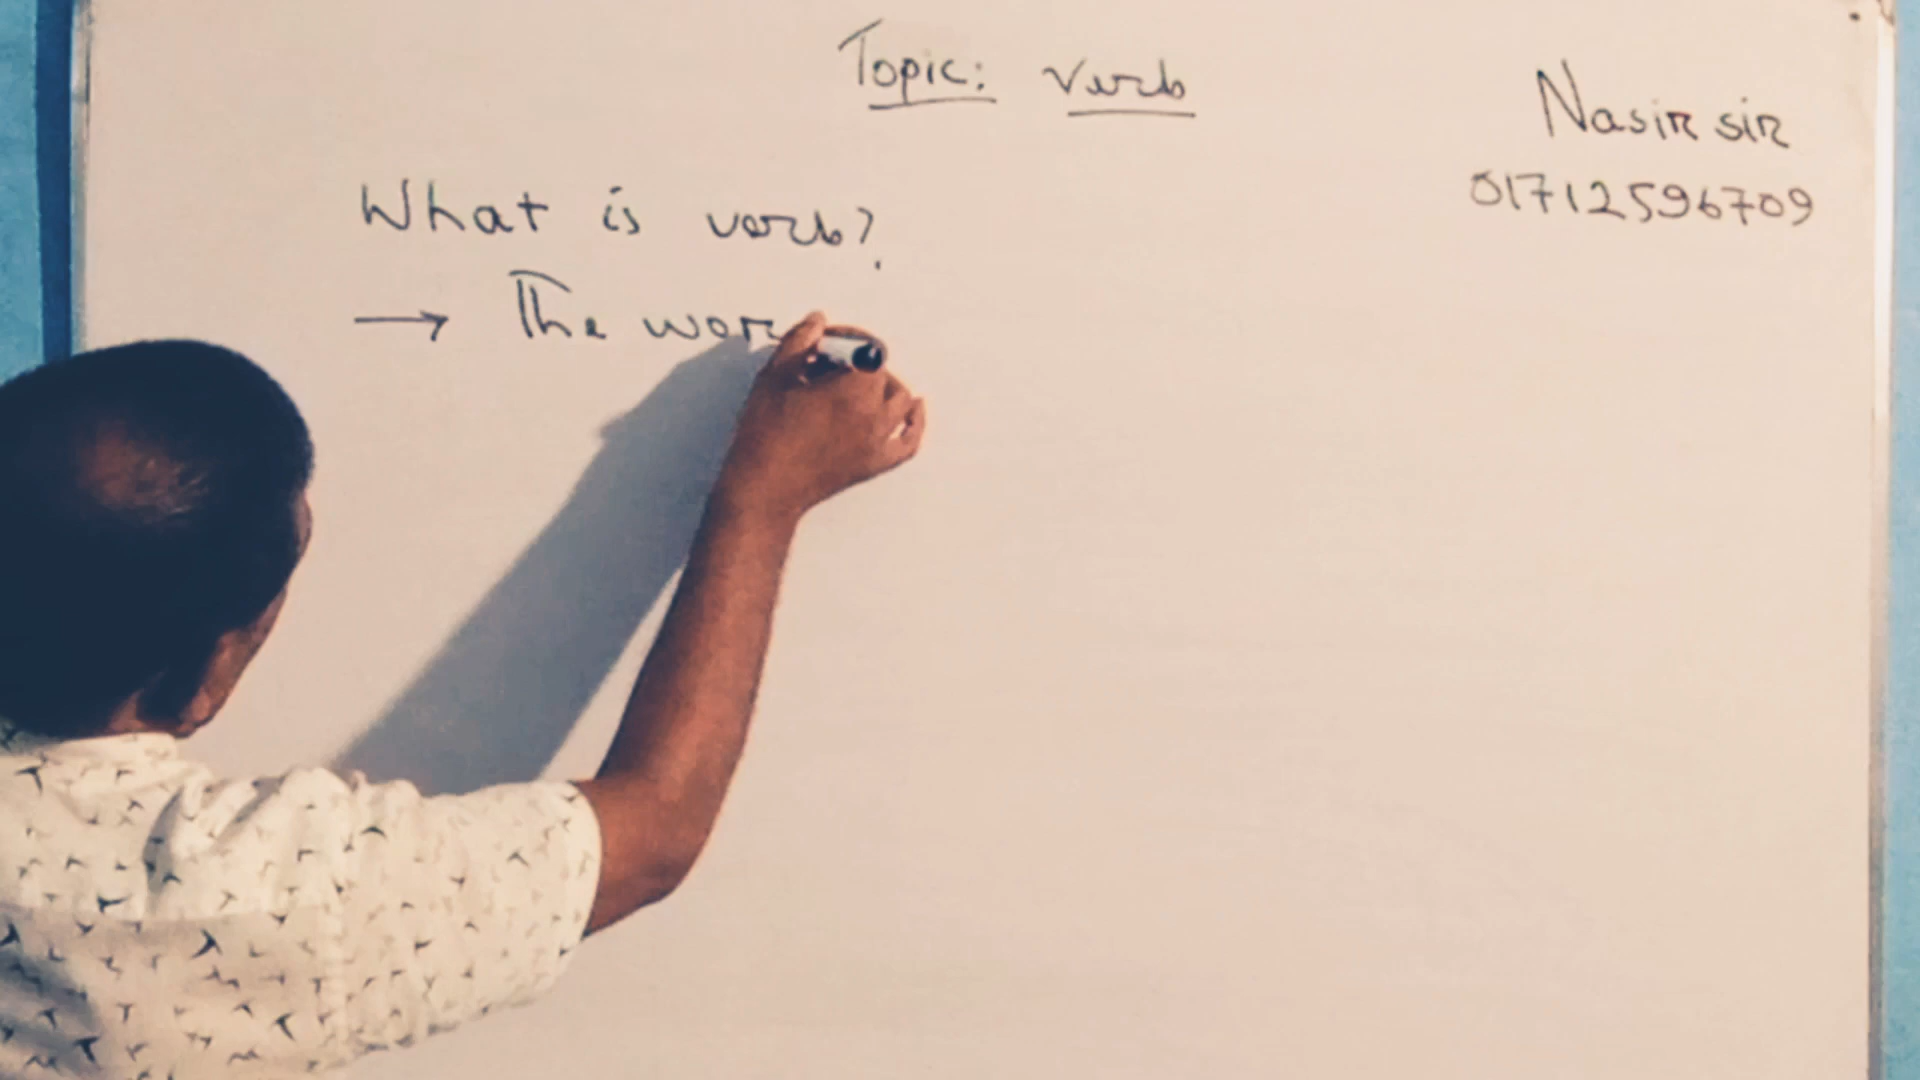 Topic: verb
Nasir sir
01712596709
What is verb?
→ The wor